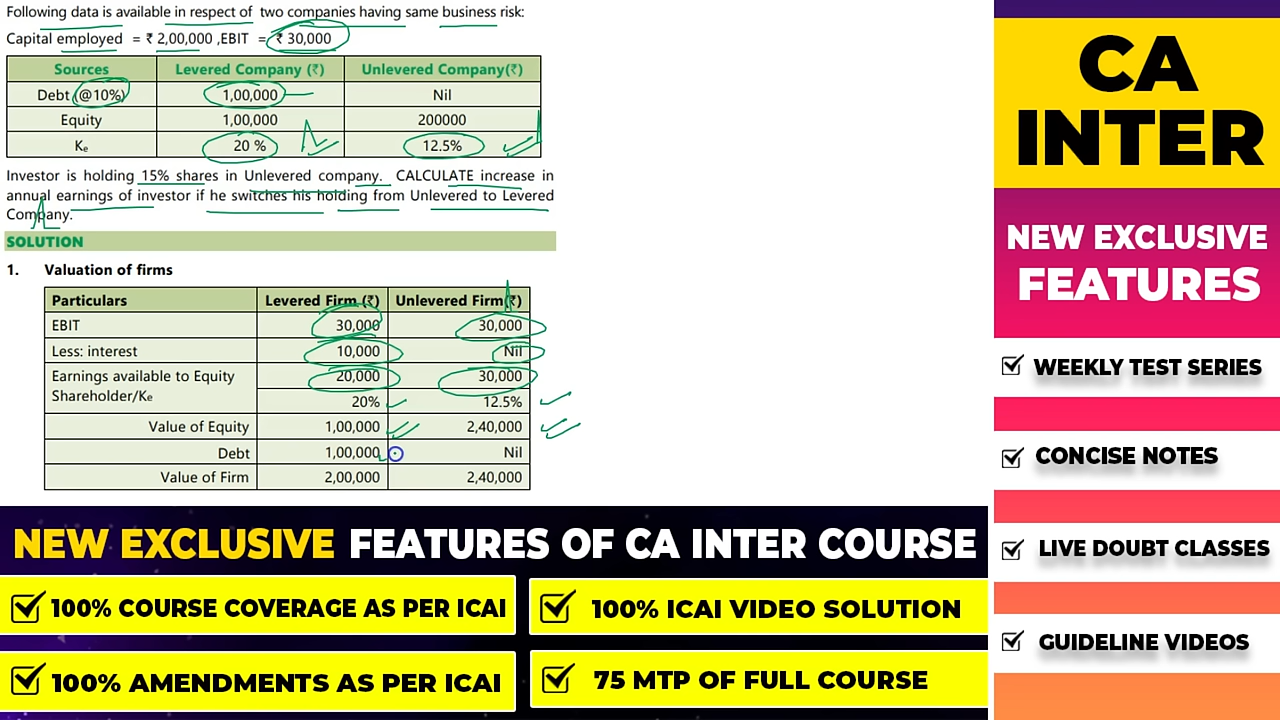 Following data is available in respect of two companies having same business risk:
Capital employed = ₹ 2,00,000 ,EBIT = ₹ 30,000
Sources Levered Company (₹) Unlevered Company(₹)
Debt (@10%) 1,00,000 Nil
Equity 1,00,000 200000
Kₑ 20 % 12.5%
Investor is holding 15% shares in Unlevered company. CALCULATE increase in
annual earnings of investor if he switches his holding from Unlevered to Levered
Company.
SOLUTION
1. Valuation of firms
Particulars Levered Firm (₹) Unlevered Firm(₹)
EBIT 30,000 30,000
Less: interest 10,000 Nil
Earnings available to Equity 20,000 30,000
Shareholder/Kₑ 20% 12.5%
Value of Equity 1,00,000 2,40,000
Debt 1,00,000 Nil
Value of Firm 2,00,000 2,40,000
CA
INTER
NEW EXCLUSIVE
FEATURES
WEEKLY TEST SERIES
CONCISE NOTES
LIVE DOUBT CLASSES
GUIDELINE VIDEOS
NEW EXCLUSIVE FEATURES OF CA INTER COURSE
100% COURSE COVERAGE AS PER ICAI
100% ICAI VIDEO SOLUTION
100% AMENDMENTS AS PER ICAI
75 MTP OF FULL COURSE